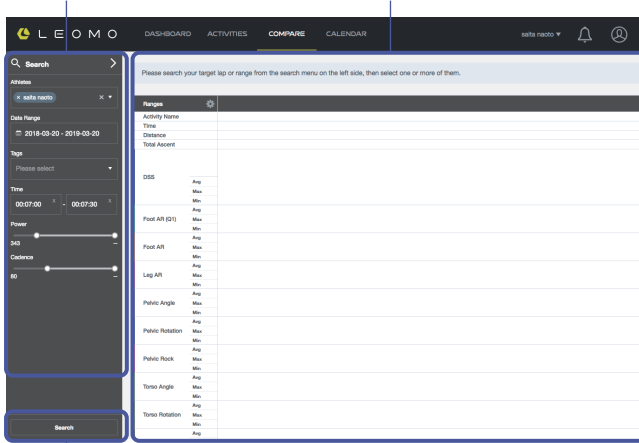 LEOMO
DASHBOARD ACTIVITIES COMPARE CALENDAR
saita naoto ▼
Search
Athletes
× saita naoto × ▼
Date Range
2018-03-20 - 2019-03-20
Tags
Please select ▼
Time
00:07:00 x - 00:07:30 x
Power
343 --
Cadence
60 --
Search
Please search your target lap or range from the search menu on the left side, then select one or more of them.
Ranges
Activity Name
Time
Distance
Total Ascent
DSS
Avg
Max
Min
Foot AR (Q1)
Avg
Max
Min
Foot AR
Avg
Max
Min
Leg AR
Avg
Max
Min
Pelvic Angle
Avg
Max
Min
Pelvic Rotation
Avg
Max
Min
Pelvic Rock
Avg
Max
Min
Torso Angle
Avg
Max
Min
Torso Rotation
Avg
Max
Min
Avg